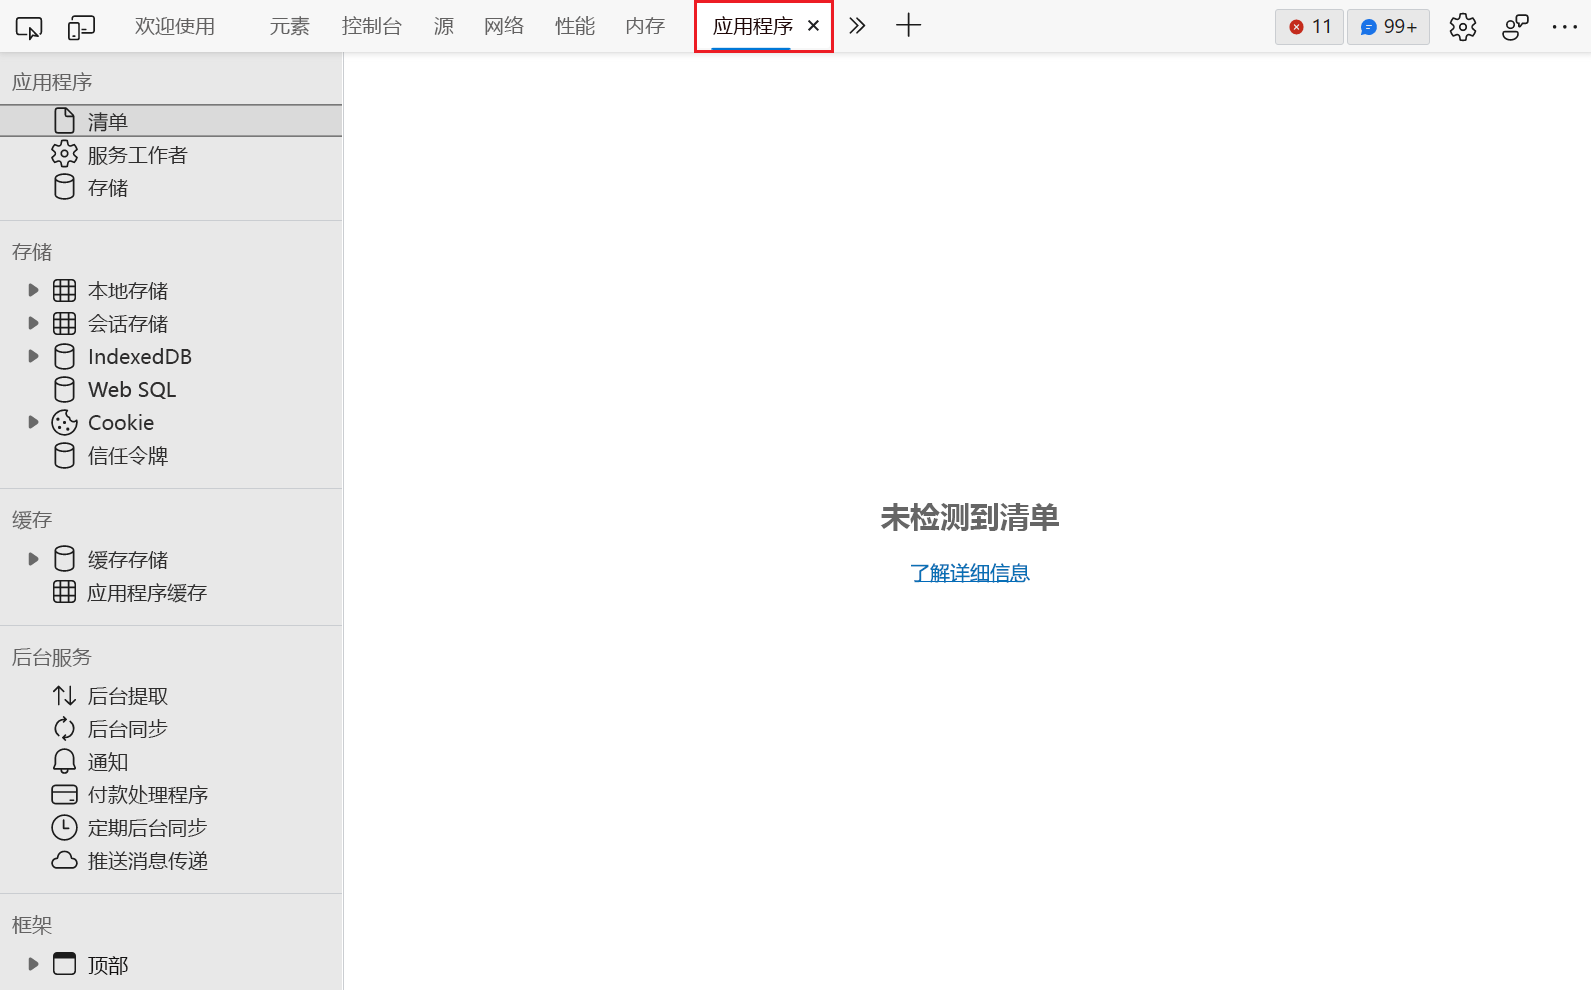 欢迎使用 元素 控制台 源 网络 性能 内存 应用程序 11 99+
应用程序
清单
服务工作者
存储
存储
本地存储
会话存储
IndexedDB
Web SQL
Cookie
信任令牌
缓存
缓存存储
应用程序缓存
后台服务
后台提取
后台同步
通知
付款处理程序
定期后台同步
推送消息传递
框架
顶部
未检测到清单
了解详细信息